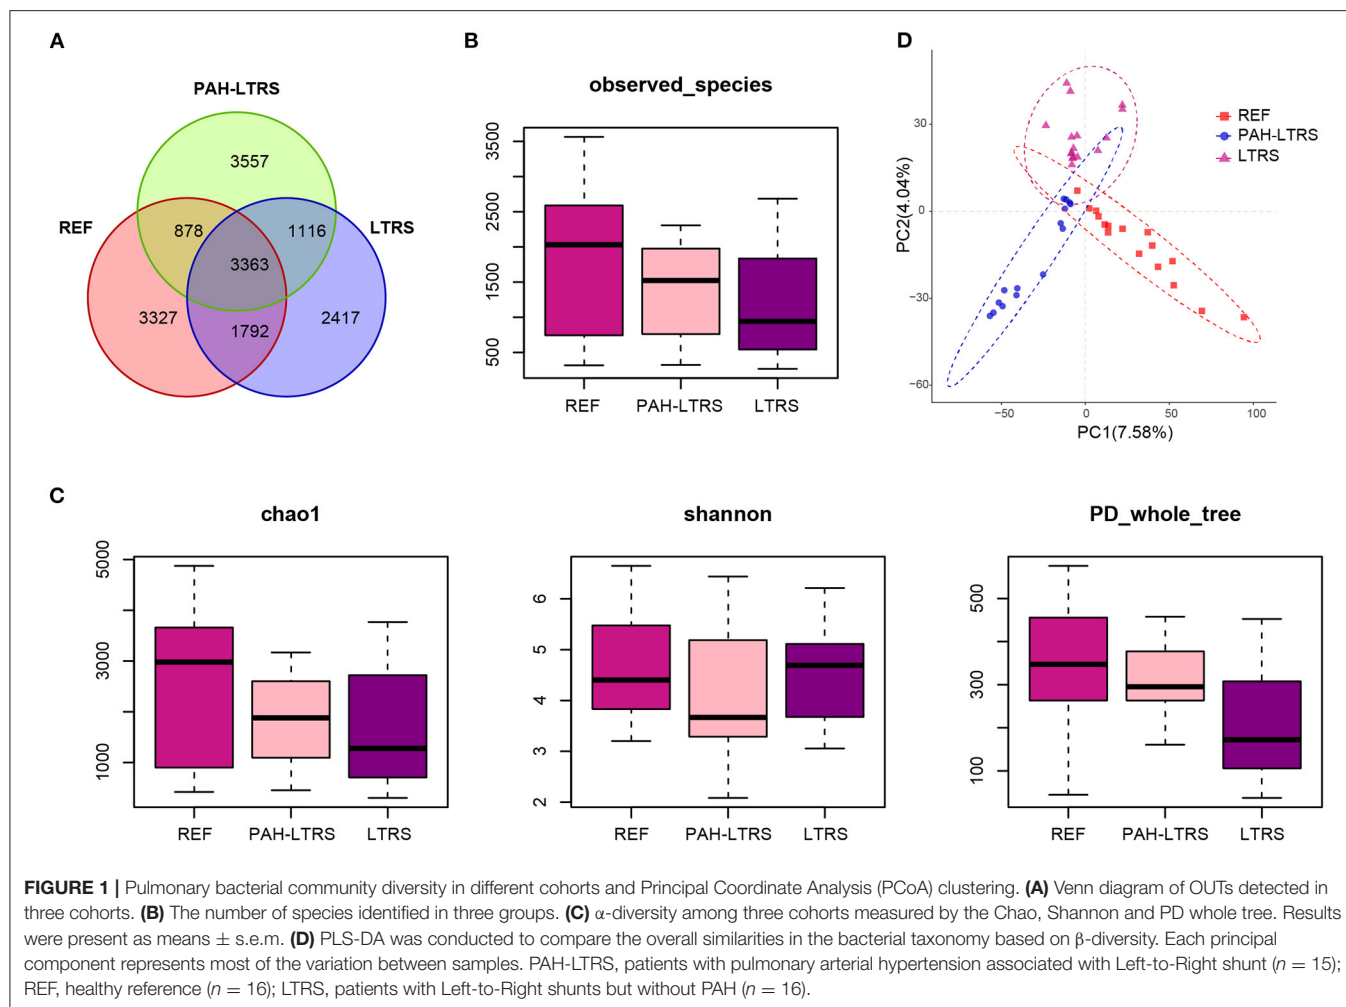 A
PAH-LTRS
3557
REF
LTRS
878
1116
3363
3327
1792
2417
B
observed_species
3500
2500
1500
500
REF
PAH-LTRS
LTRS
D
30
0
−30
−60
PC2(4.04%)
−50
0
50
100
PC1(7.58%)
REF
PAH-LTRS
LTRS
C
chao1
5000
3000
1000
REF
PAH-LTRS
LTRS
shannon
6
5
4
3
2
REF
PAH-LTRS
LTRS
PD_whole_tree
500
300
100
REF
PAH-LTRS
LTRS
FIGURE 1 | Pulmonary bacterial community diversity in different cohorts and Principal Coordinate Analysis (PCoA) clustering. (A) Venn diagram of OUTs detected in
three cohorts. (B) The number of species identified in three groups. (C) α-diversity among three cohorts measured by the Chao, Shannon and PD whole tree. Results
were present as means ± s.e.m. (D) PLS-DA was conducted to compare the overall similarities in the bacterial taxonomy based on β-diversity. Each principal
component represents most of the variation between samples. PAH-LTRS, patients with pulmonary arterial hypertension associated with Left-to-Right shunt (n = 15);
REF, healthy reference (n = 16); LTRS, patients with Left-to-Right shunts but without PAH (n = 16).